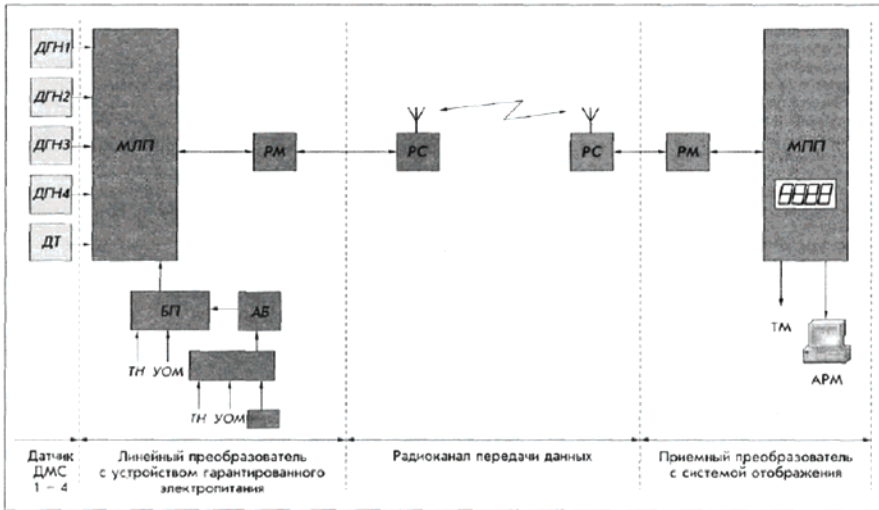 ДГН1
ДГН2
ДГН3
ДГН4
ДТ
МЛП
РМ
РС
РС
РМ
МПП
БП
АБ
ТН УОМ
ТН УОМ
ТМ
АРМ
Датчик
ДМС
1 – 4
Линейный преобразователь
с устройством гарантированного
электропитания
Радиоканал передачи данных
Приемный преобразователь
с системой отображения